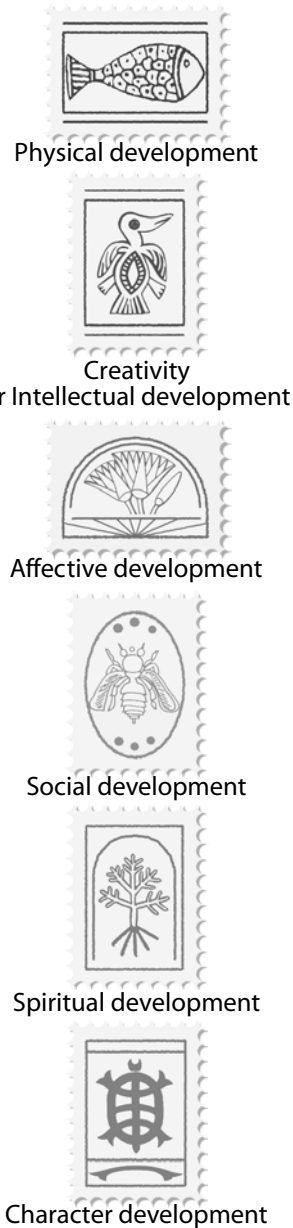 Physical development
Creativity
r Intellectual development
Affective development
Social development
Spiritual development
Character development